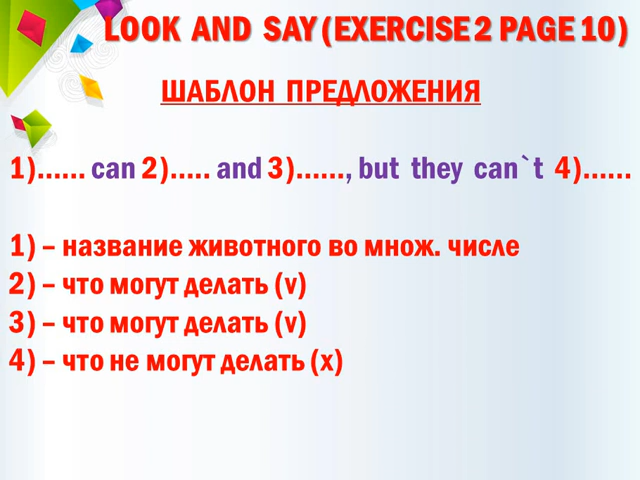 LOOK AND SAY (EXERCISE 2 PAGE 10)
ШАБЛОН ПРЕДЛОЖЕНИЯ
1)...... can 2)..... and 3)......, but they can`t 4)......
1) – название животного во множ. числе
2) – что могут делать (v)
3) – что могут делать (v)
4) – что не могут делать (x)